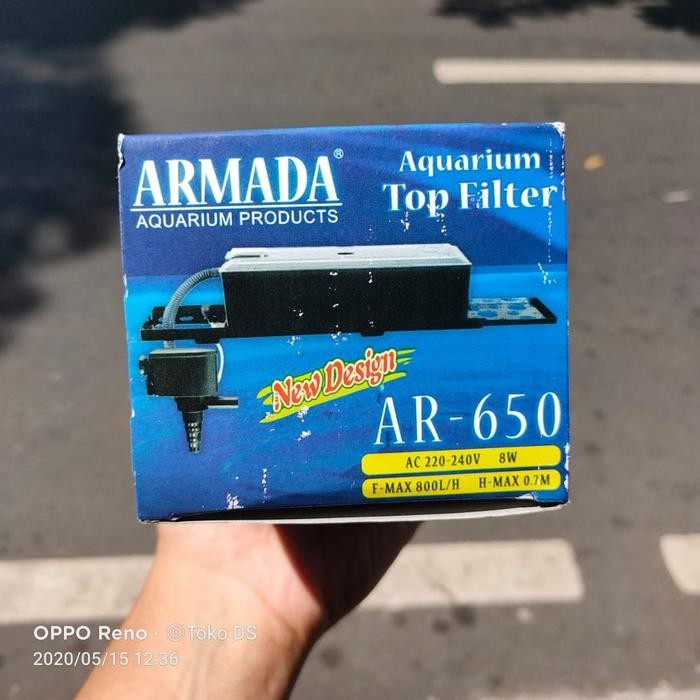 ARMADA®
AQUARIUM PRODUCTS
Aquarium
Top Filter
New Design
AR-650
AC 220-240V 8W
F-MAX 800L/H H-MAX 0.7M
OPPO Reno · ©Toko DS
2020/05/15 12:36